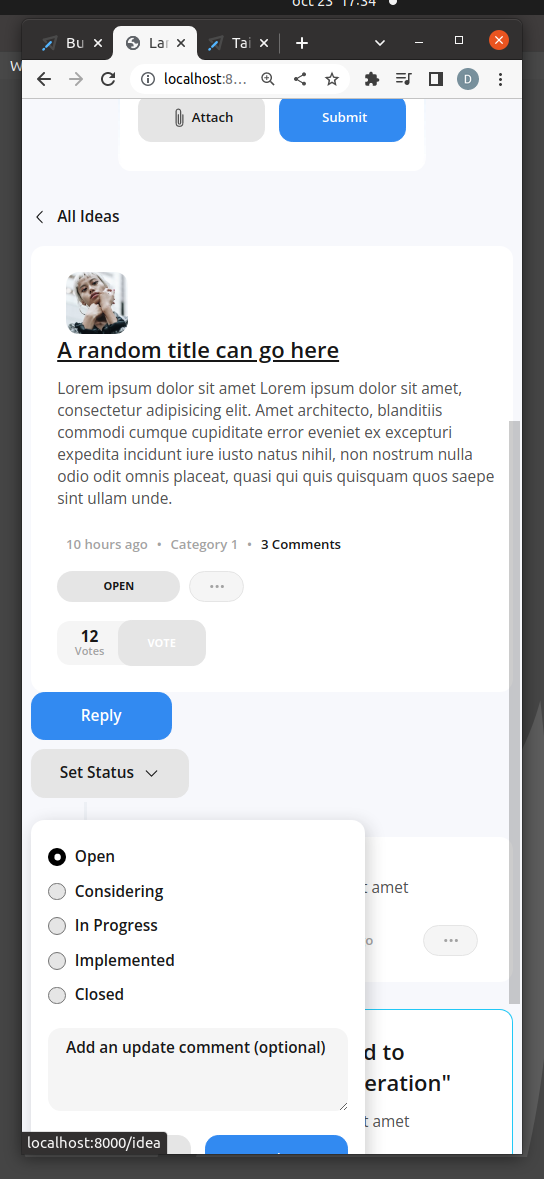 oct 23 17:34
W
Bu
Lar
Tai
localhost:8...
D
Attach
Submit
All Ideas
A random title can go here
Lorem ipsum dolor sit amet Lorem ipsum dolor sit amet,
consectetur adipisicing elit. Amet architecto, blanditiis
commodi cumque cupiditate error eveniet ex excepturi
expedita incidunt iure iusto natus nihil, non nostrum nulla
odio odit omnis placeat, quasi qui quis quisquam quos saepe
sint ullam unde.
10 hours ago • Category 1 • 3 Comments
OPEN
12
Votes
VOTE
Reply
Set Status
Open
Considering
t amet
In Progress
o
Implemented
Closed
Add an update comment (optional)
d to
eration"
t amet
localhost:8000/idea